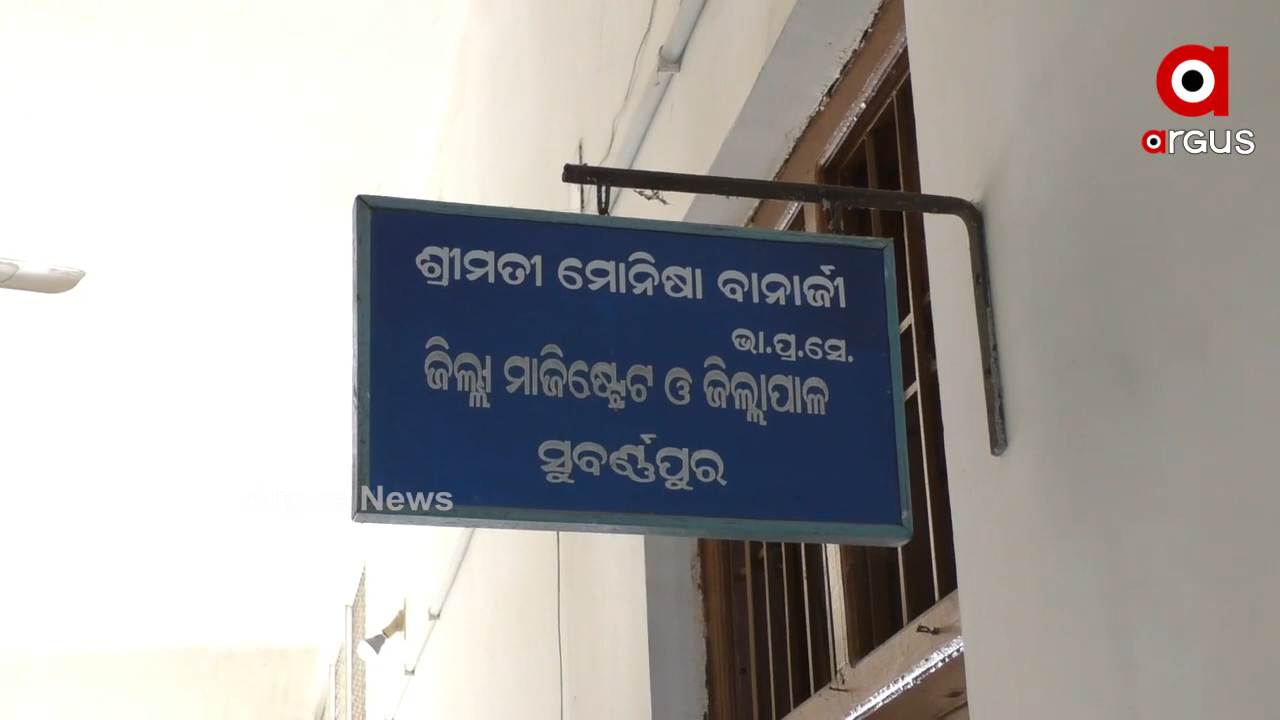 argus
ଶ୍ରୀମତୀ ମୋନିଷା ବାନାର୍ଜୀ
ଭା.ପ୍ର.ସେ.
ଜିଲ୍ଲା ମାଜିଷ୍ଟ୍ରେଟ ଓ ଜିଲ୍ଲାପାଳ
ସୁବର୍ଣ୍ଣପୁର
News